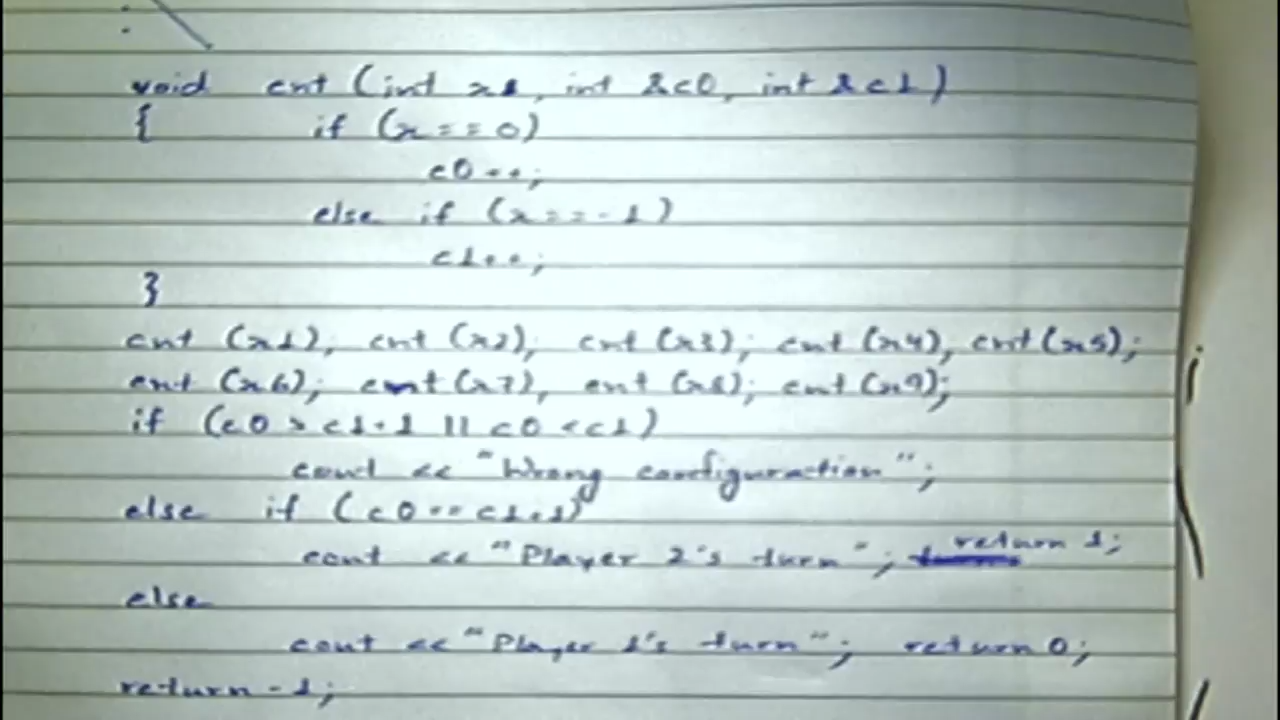 void cnt (int x1, int &c0, int &c1)
{ if (x==0)
c0++;
else if (x==-1)
c1++;
}
cnt (x1); cnt (x2); cnt (x3); cnt (x4); cnt (x5);
cnt (x6); cnt (x7); cnt (x8); cnt (x9);
if (c0 > c1+1 || c0 < c1)
cout << "Wrong configuration";
else if (c0==c1+1)
cout << "Player 2's turn"; return 1;
else
cout << "Player 1's turn"; return 0;
return -1;